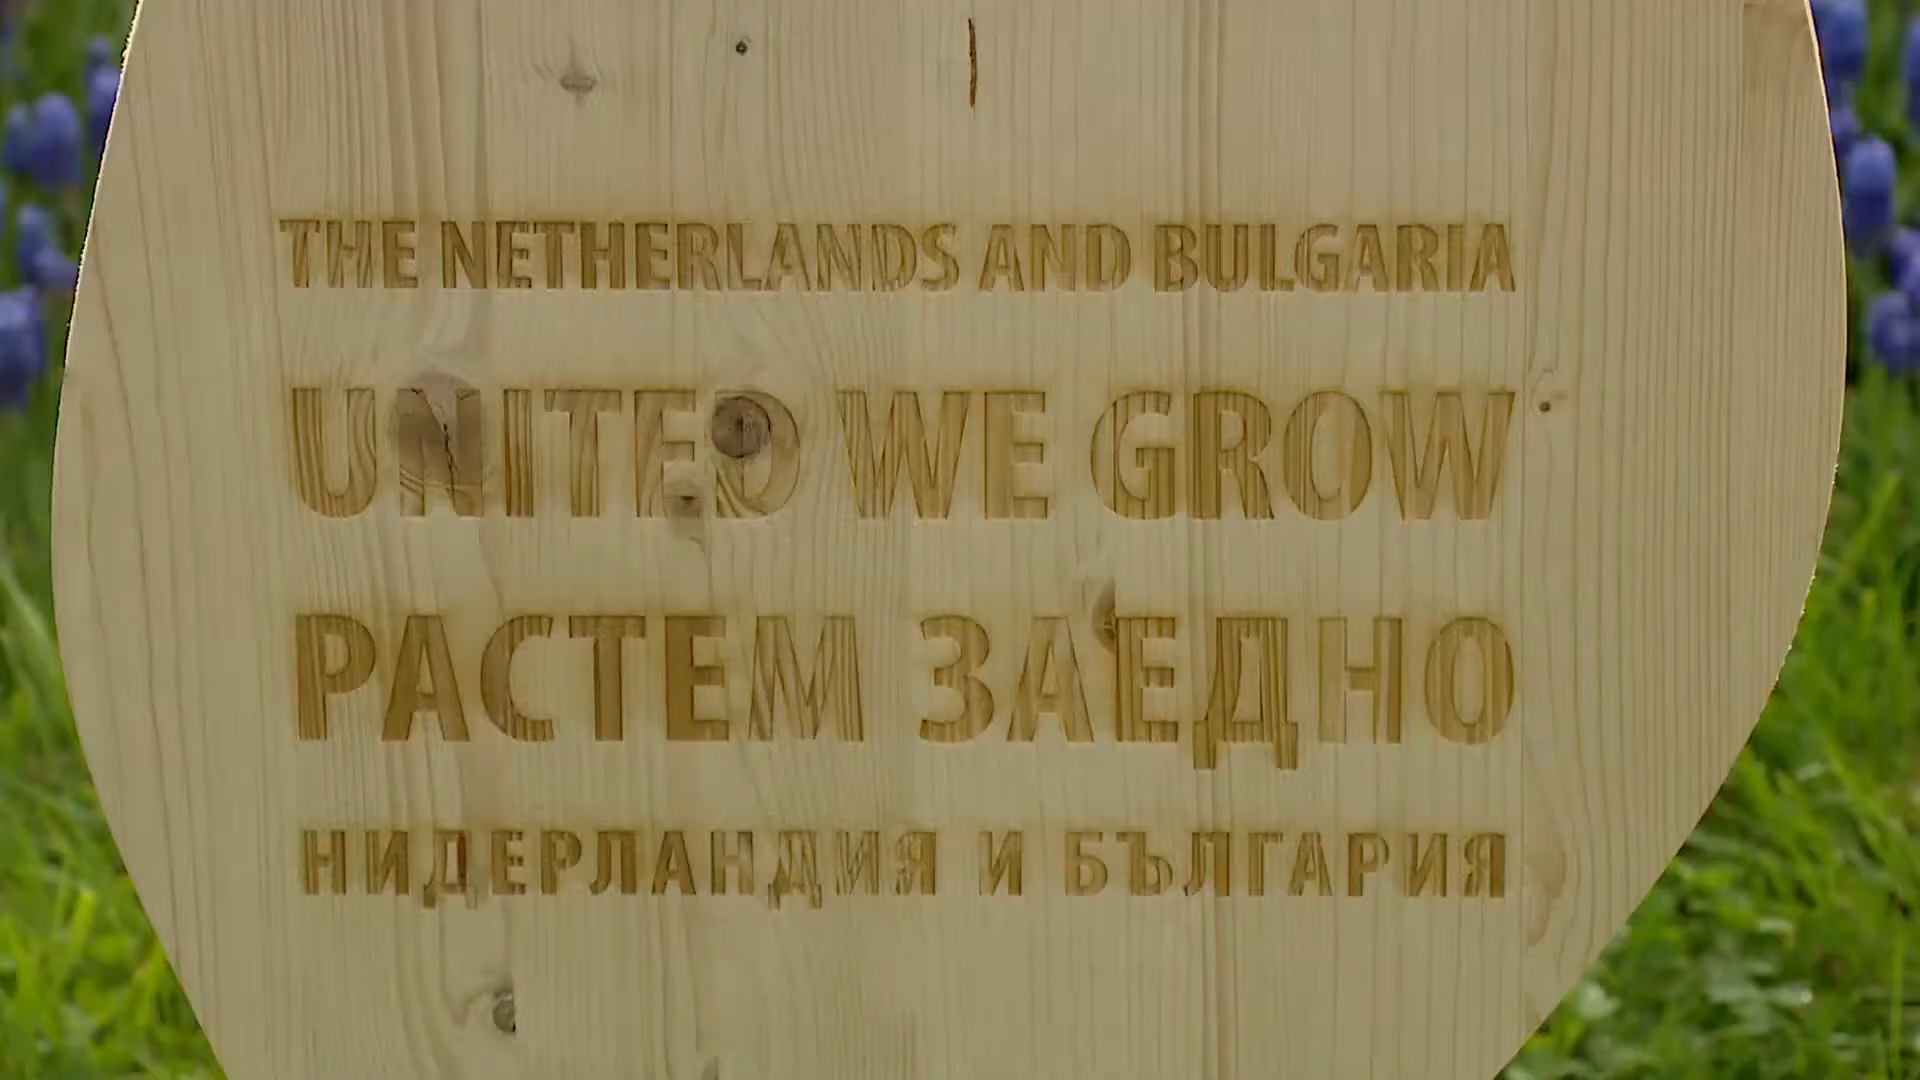 THE NETHERLANDS AND BULGARIA
UNITED WE GROW
РАСТЕМ ЗАЕДНО
НИДЕРЛАНДИЯ И БЪЛГАРИЯ